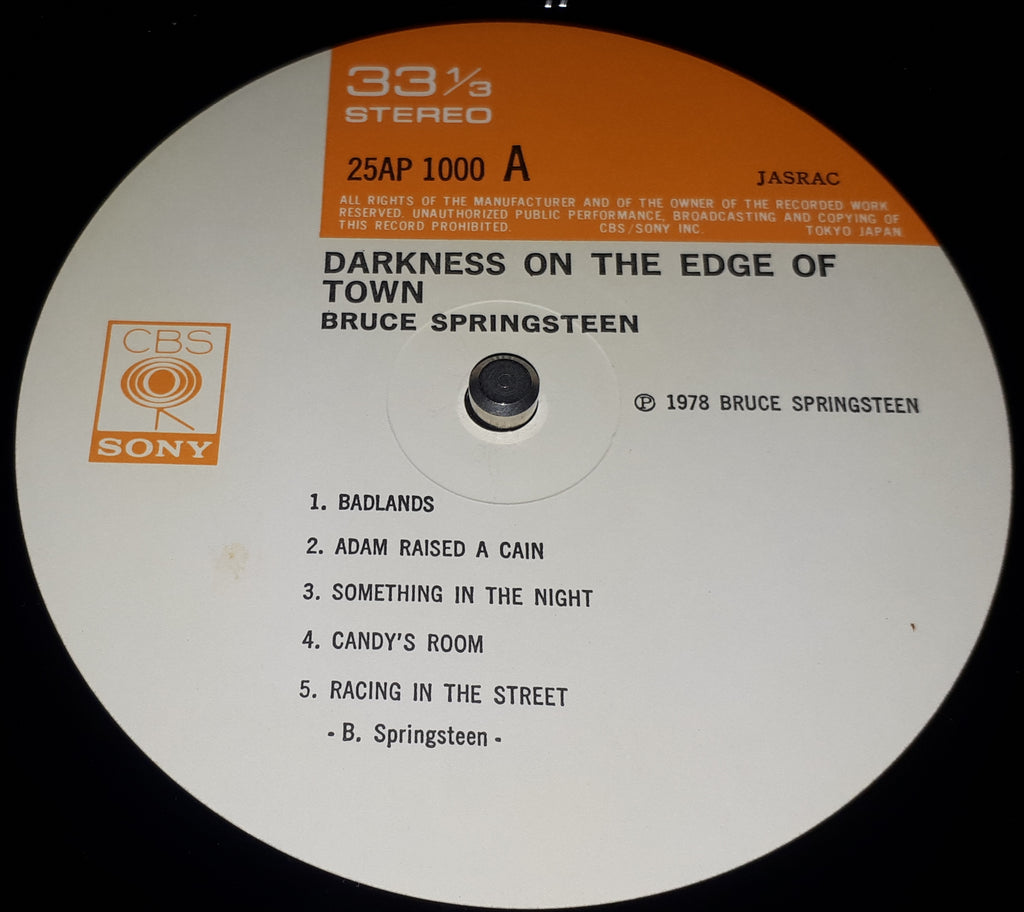 33 1/3
STEREO
25AP 1000 A
JASRAC
ALL RIGHTS OF THE MANUFACTURER AND OF THE OWNER OF THE RECORDED WORK
RESERVED. UNAUTHORIZED PUBLIC PERFORMANCE, BROADCASTING AND COPYING OF
THIS RECORD PROHIBITED. CBS/SONY INC. TOKYO JAPAN
DARKNESS ON THE EDGE OF
TOWN
BRUCE SPRINGSTEEN
CBS
SONY
Ⓟ 1978 BRUCE SPRINGSTEEN
1. BADLANDS
2. ADAM RAISED A CAIN
3. SOMETHING IN THE NIGHT
4. CANDY'S ROOM
5. RACING IN THE STREET
- B. Springsteen -